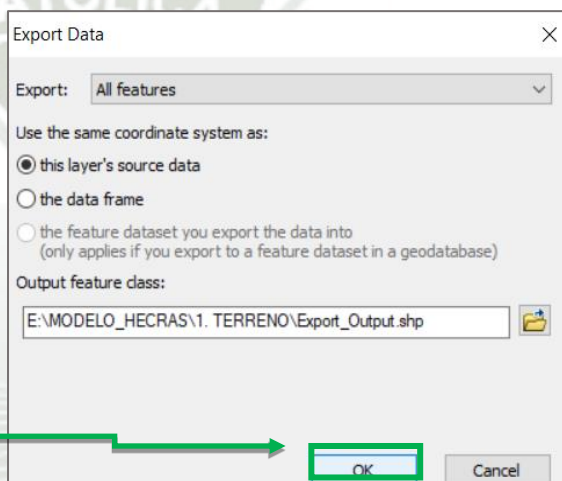 Export Data
Export: All features
Use the same coordinate system as:
this layer's source data
the data frame
the feature dataset you export the data into
(only applies if you export to a feature dataset in a geodatabase)
Output feature class:
E:\MODELO_HECRAS\1. TERRENO\Export_Output.shp
OK Cancel